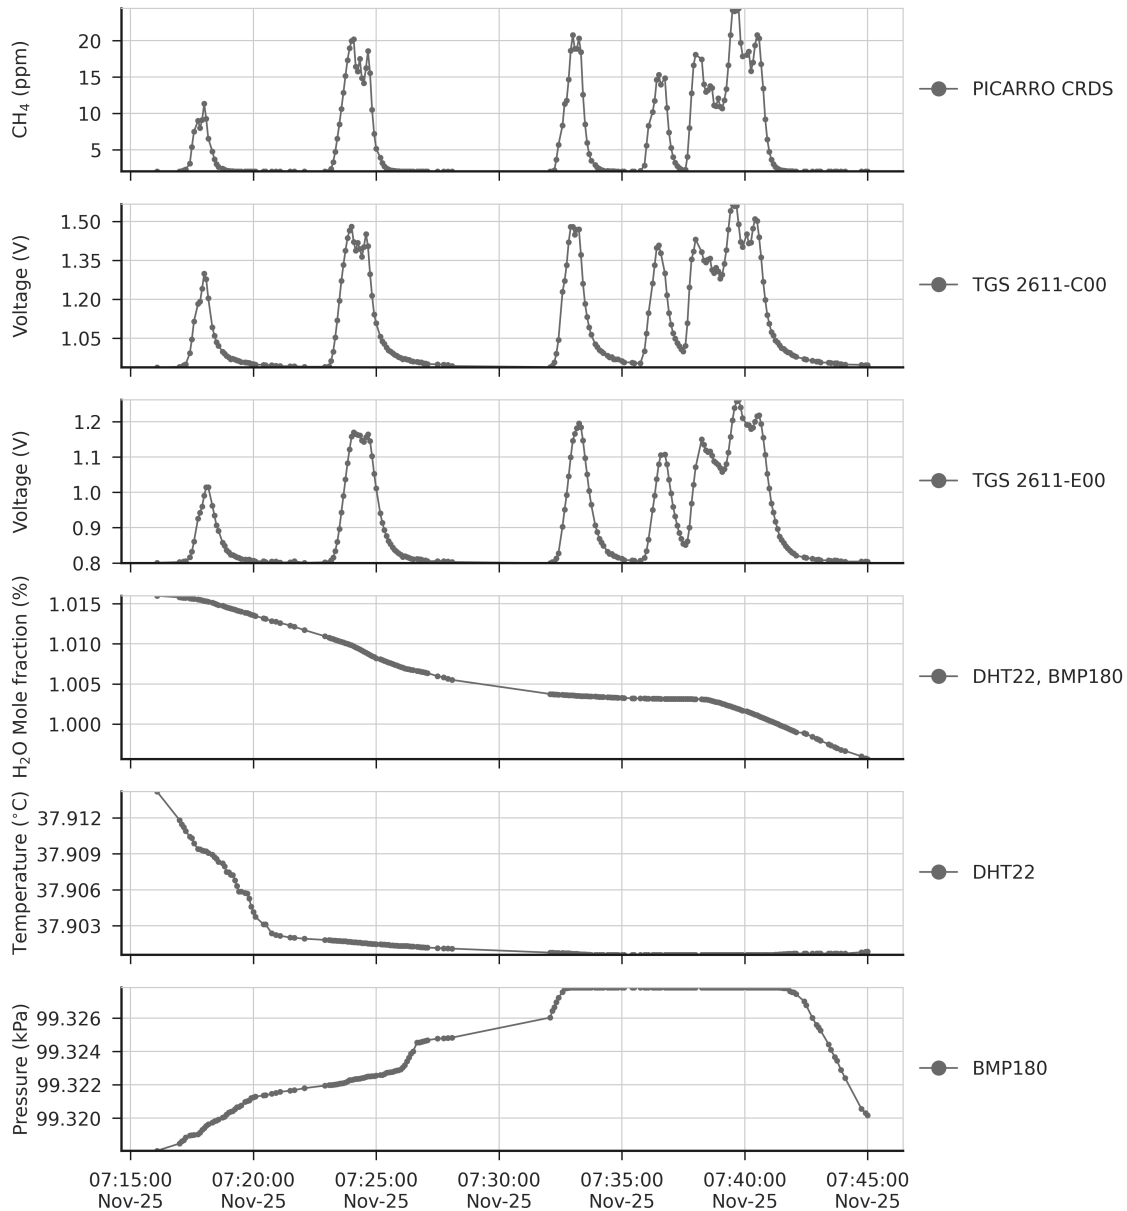 CH4 (ppm)
20
15
10
5
PICARRO CRDS
Voltage (V)
1.50
1.35
1.20
1.05
TGS 2611-C00
Voltage (V)
1.2
1.1
1.0
0.9
0.8
TGS 2611-E00
H2O Mole fraction (%)
1.015
1.010
1.005
1.000
DHT22, BMP180
Temperature (°C)
37.912
37.909
37.906
37.903
DHT22
Pressure (kPa)
99.326
99.324
99.322
99.320
BMP180
07:15:00 07:20:00 07:25:00 07:30:00 07:35:00 07:40:00 07:45:00
Nov-25 Nov-25 Nov-25 Nov-25 Nov-25 Nov-25 Nov-25